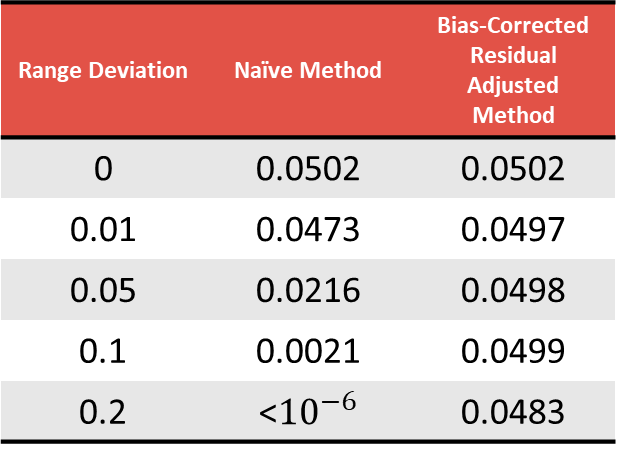 Range Deviation Naïve Method Bias-Corrected
Residual
Adjusted
Method
0 0.0502 0.0502
0.01 0.0473 0.0497
0.05 0.0216 0.0498
0.1 0.0021 0.0499
0.2 <10⁻⁶ 0.0483